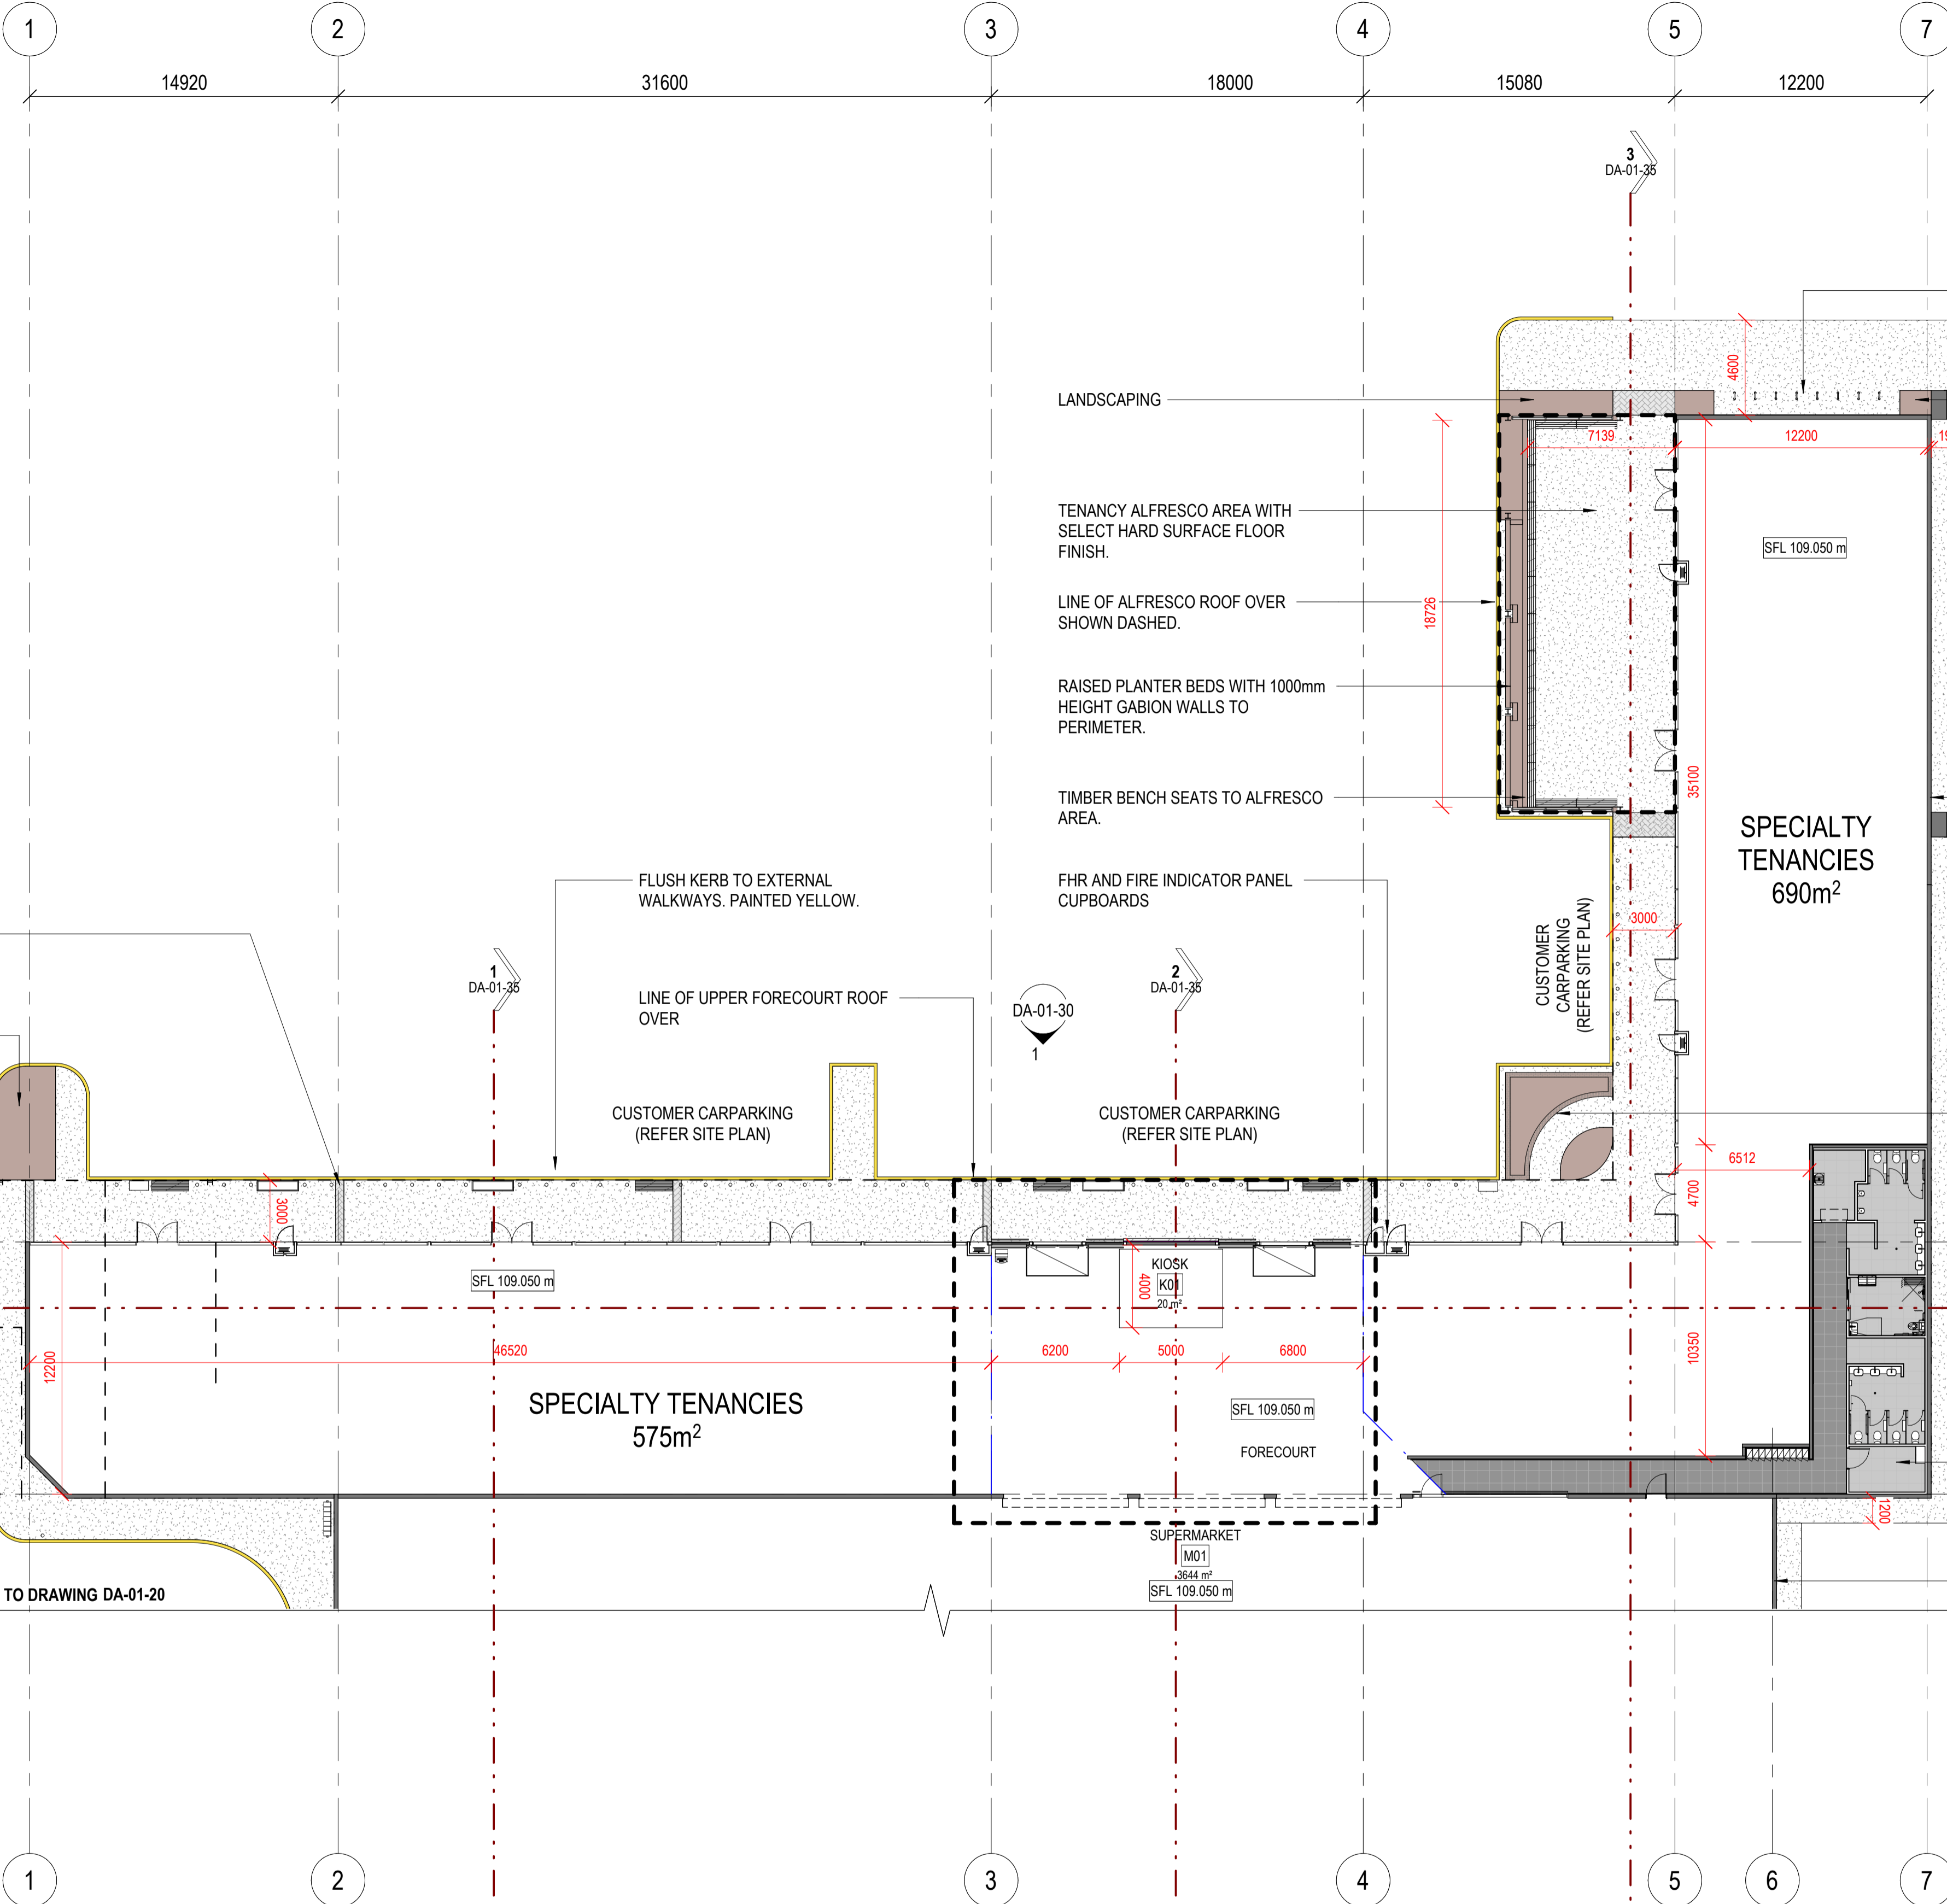 1
2
3
4
5
7
14920
31600
18000
15080
12200
3
DA-01-35
4600
LANDSCAPING
7139
12200
TENANCY ALFRESCO AREA WITH
SELECT HARD SURFACE FLOOR
FINISH.
SFL 109.050 m
LINE OF ALFRESCO ROOF OVER
SHOWN DASHED.
18726
RAISED PLANTER BEDS WITH 1000mm
HEIGHT GABION WALLS TO
PERIMETER.
35100
TIMBER BENCH SEATS TO ALFRESCO
AREA.
SPECIALTY
TENANCIES
690m²
FLUSH KERB TO EXTERNAL
WALKWAYS. PAINTED YELLOW.
FHR AND FIRE INDICATOR PANEL
CUPBOARDS
3000
CUSTOMER
CARPARKING
(REFER SITE PLAN)
1
DA-01-35
2
DA-01-35
LINE OF UPPER FORECOURT ROOF
OVER
DA-01-30
1
CUSTOMER CARPARKING
(REFER SITE PLAN)
CUSTOMER CARPARKING
(REFER SITE PLAN)
6512
4700
3000
KIOSK
K01
20 m²
4000
SFL 109.050 m
12200
46520
6200
5000
6800
10350
SPECIALTY TENANCIES
575m²
SFL 109.050 m
FORECOURT
1200
SUPERMARKET
M01
3644 m²
SFL 109.050 m
TO DRAWING DA-01-20
1
2
3
4
5
6
7